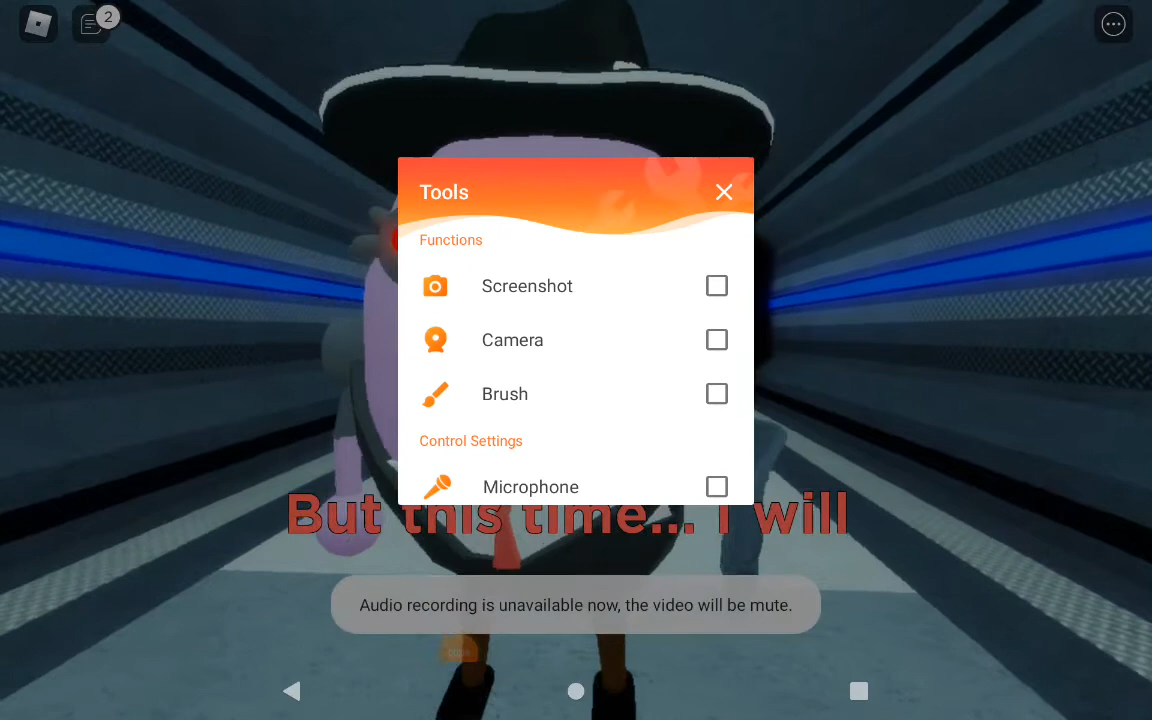 2
Tools
Functions
Screenshot
Camera
Brush
Control Settings
Microphone
But this time... I will
Audio recording is unavailable now, the video will be mute.